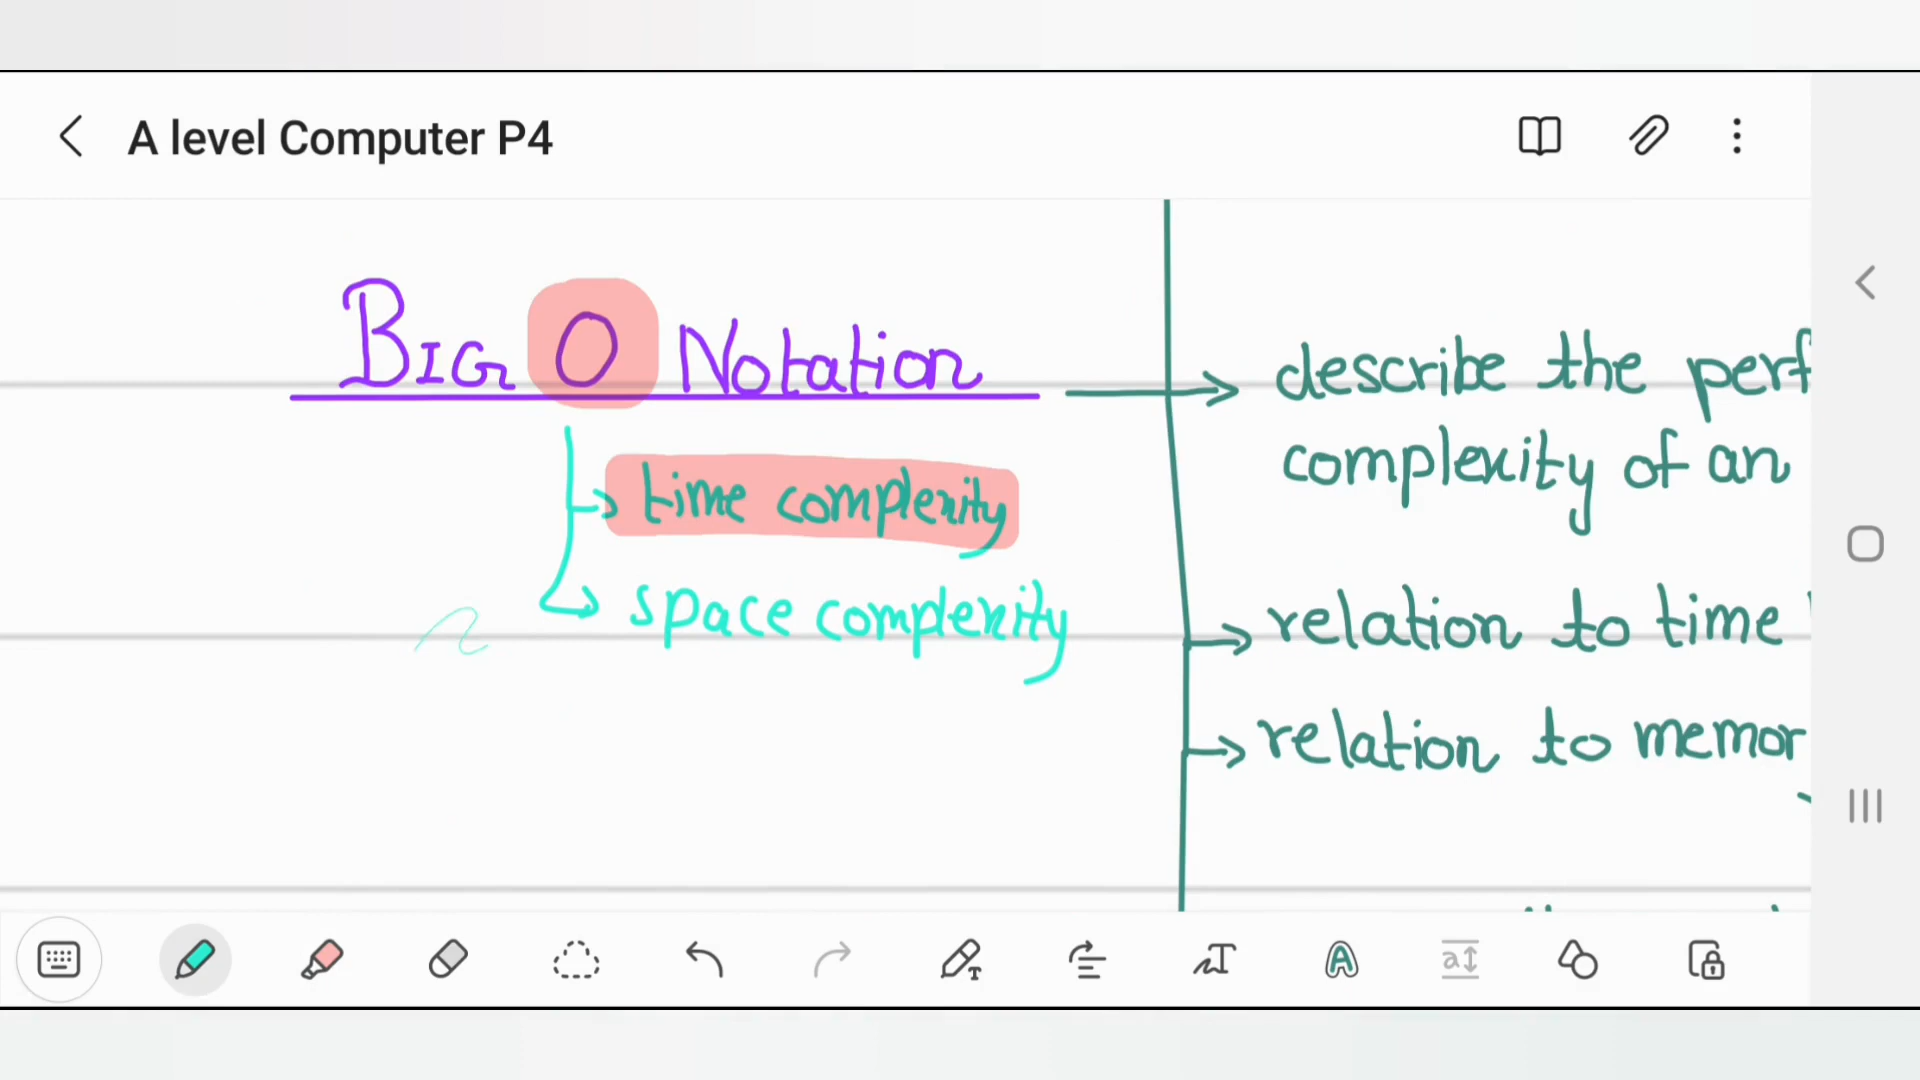 A level Computer P4
BIG O Notation
time complexity
space complexity
describe the perf
complexity of an
relation to time
relation to memor